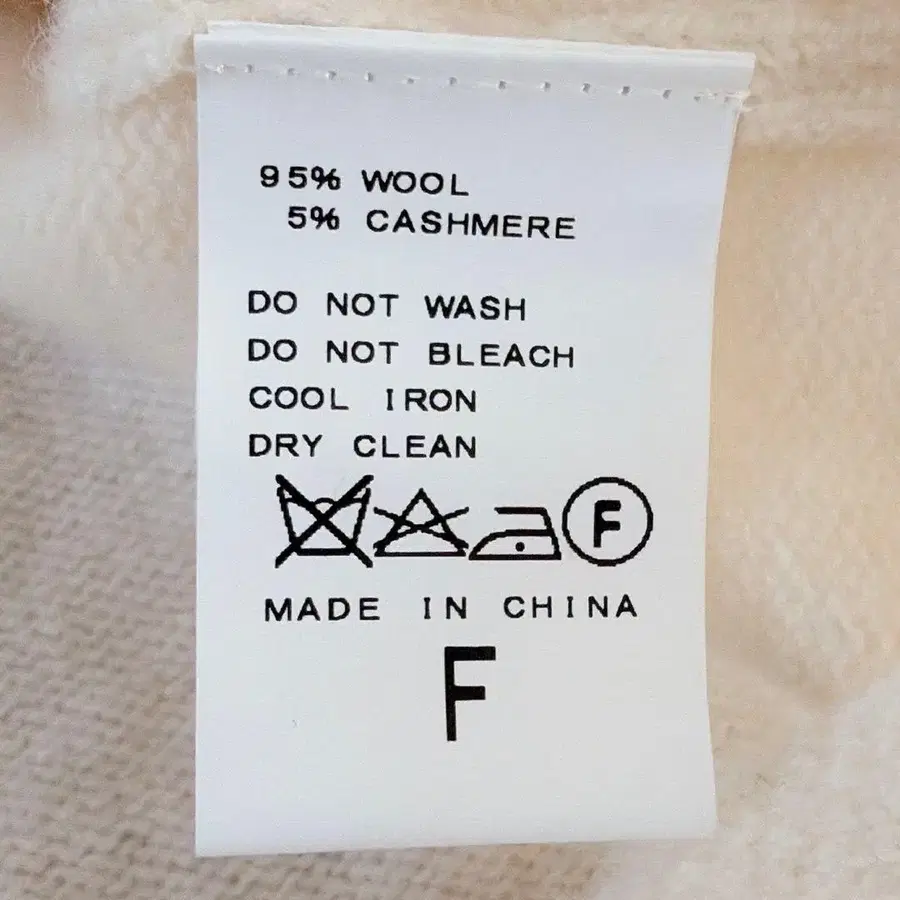 95% WOOL
5% CASHMERE
DO NOT WASH
DO NOT BLEACH
COOL IRON
DRY CLEAN
F
MADE IN CHINA
F